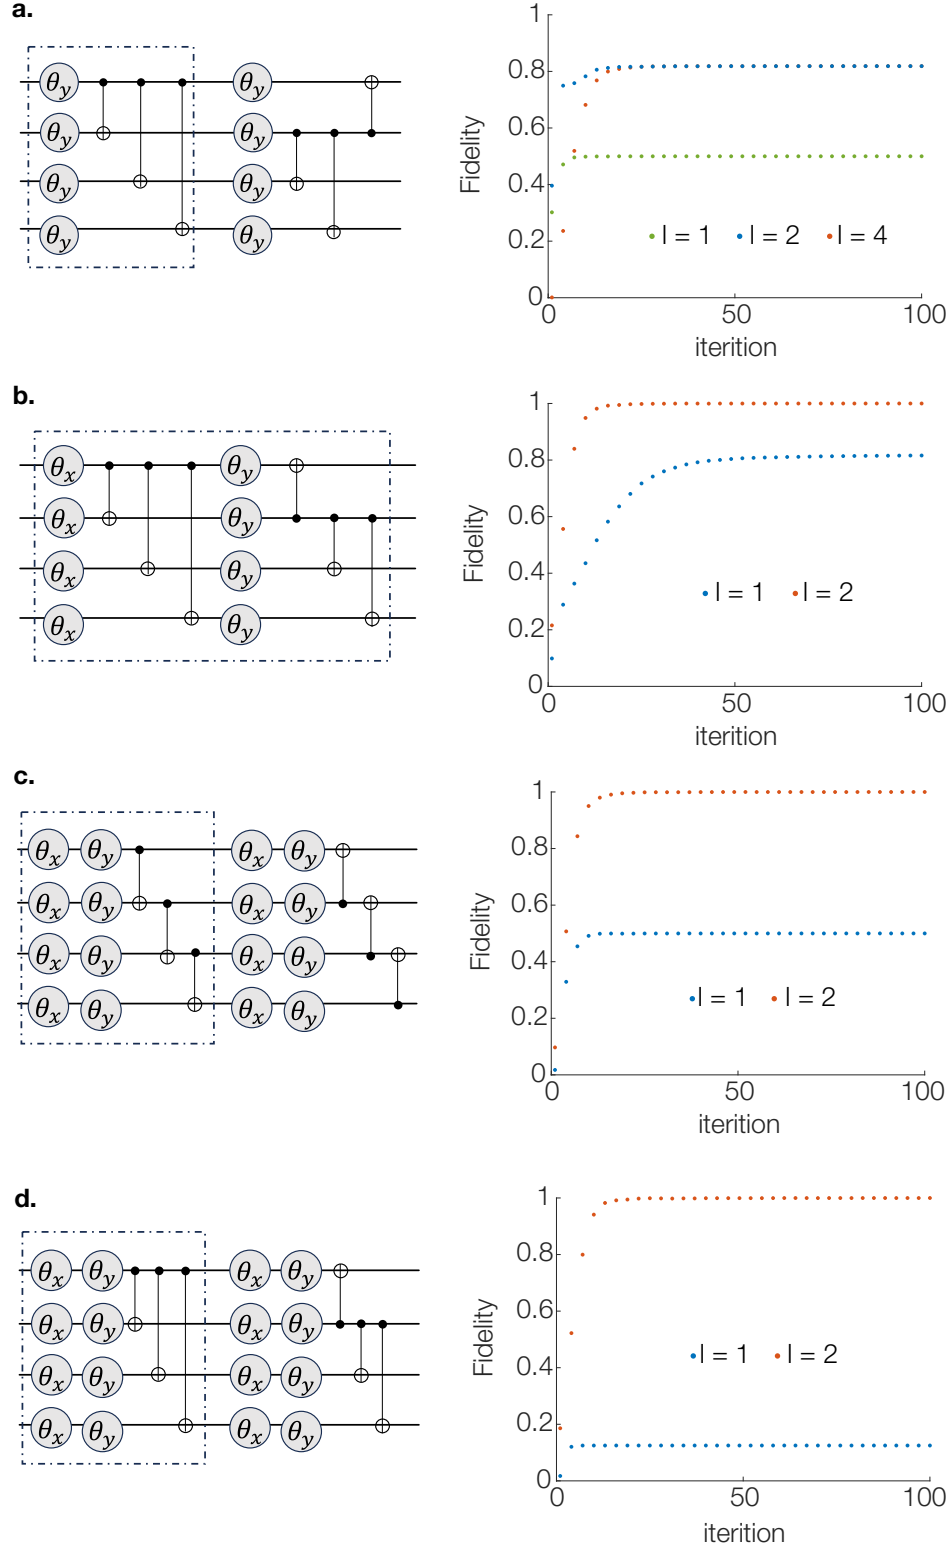 a.
θy θy
θy θy
θy θy
θy θy
1
0.8
0.6
0.4
0.2
0
Fidelity
l = 1 l = 2 l = 4
0 50 100
iterition
b.
θx θy
θx θy
θx θy
θx θy
1
0.8
0.6
0.4
0.2
0
Fidelity
l = 1 l = 2
0 50 100
iterition
c.
θx θy θx θy
θx θy θx θy
θx θy θx θy
θx θy θx θy
1
0.8
0.6
0.4
0.2
0
Fidelity
l = 1 l = 2
0 50 100
iterition
d.
θx θy θx θy
θx θy θx θy
θx θy θx θy
θx θy θx θy
1
0.8
0.6
0.4
0.2
0
Fidelity
l = 1 l = 2
0 50 100
iterition